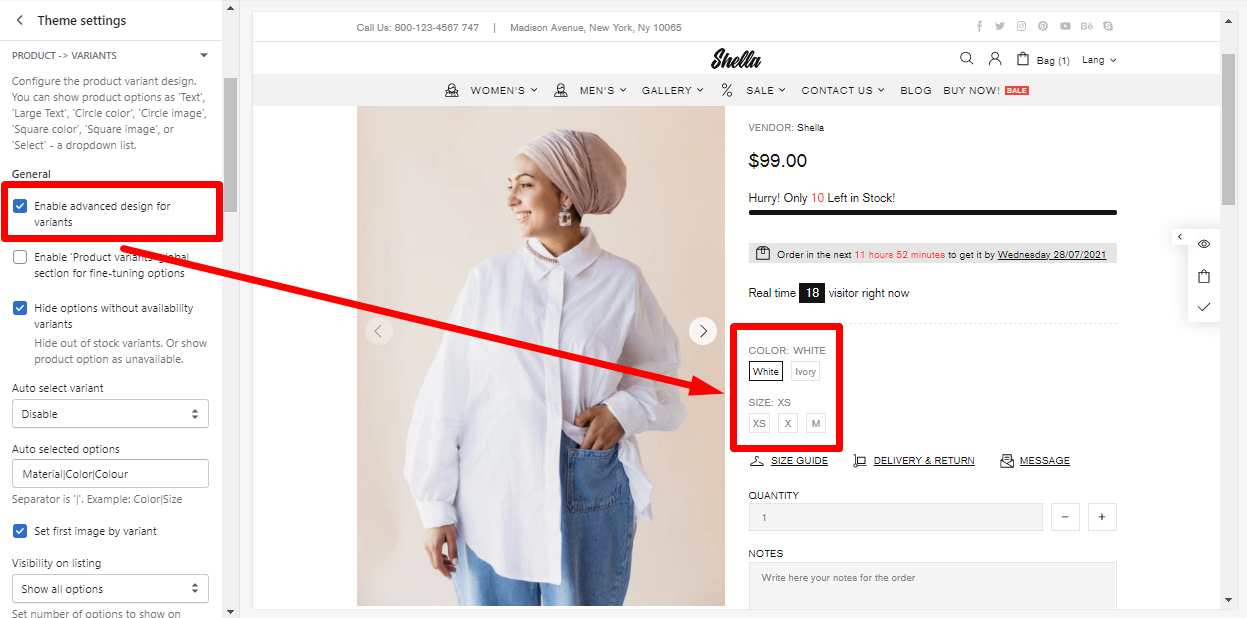 Theme settings
PRODUCT -> VARIANTS
Configure the product variant design.
You can show product options as 'Text',
'Large Text', 'Circle color', 'Circle image',
'Square color', 'Square image', or
'Select' - a dropdown list.
General
Enable advanced design for
variants
Enable 'Product variants' global
section for fine-tuning options
Hide options without availability
variants
Hide out of stock variants. Or show
product option as unavailable.
Auto select variant
Disable
Auto selected options
Material|Color|Colour
Separator is '|'. Example: Color|Size
Set first image by variant
Visibility on listing
Show all options
Set number of options to show on
Call Us: 800-123-4567 747 | Madison Avenue, New York, Ny 10065
Bē
Shella
Bag (1) Lang
WOMEN'S MEN'S GALLERY % SALE CONTACT US BLOG BUY NOW! SALE
VENDOR: Shella
$99.00
Hurry! Only 10 Left in Stock!
Order in the next 11 hours 52 minutes to get it by Wednesday 28/07/2021
Real time 18 visitor right now
COLOR: WHITE
White Ivory
SIZE: XS
XS X M
SIZE GUIDE DELIVERY & RETURN MESSAGE
QUANTITY
1 − +
NOTES
Write here your notes for the order